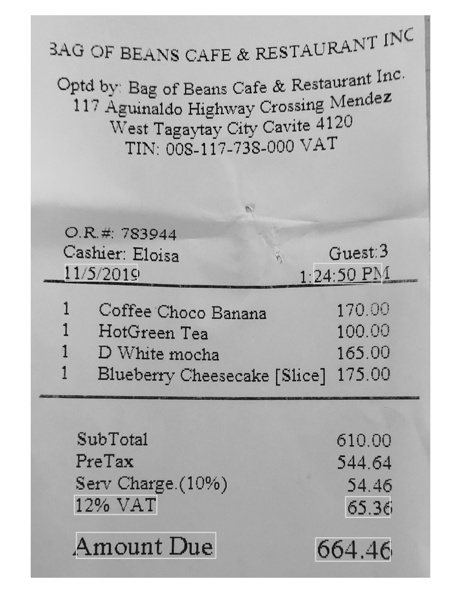 BAG OF BEANS CAFE & RESTAURANT INC
Optd by: Bag of Beans Cafe & Restaurant Inc.
117 Aguinaldo Highway Crossing Mendez
West Tagaytay City Cavite 4120
TIN: 008-117-738-000 VAT
O.R.#: 783944
Cashier: Eloisa Guest:3
11/5/2019 1:24:50 PM
1 Coffee Choco Banana 170.00
1 HotGreen Tea 100.00
1 D White mocha 165.00
1 Blueberry Cheesecake [Slice] 175.00
SubTotal 610.00
PreTax 544.64
Serv Charge.(10%) 54.46
12% VAT 65.36
Amount Due 664.46